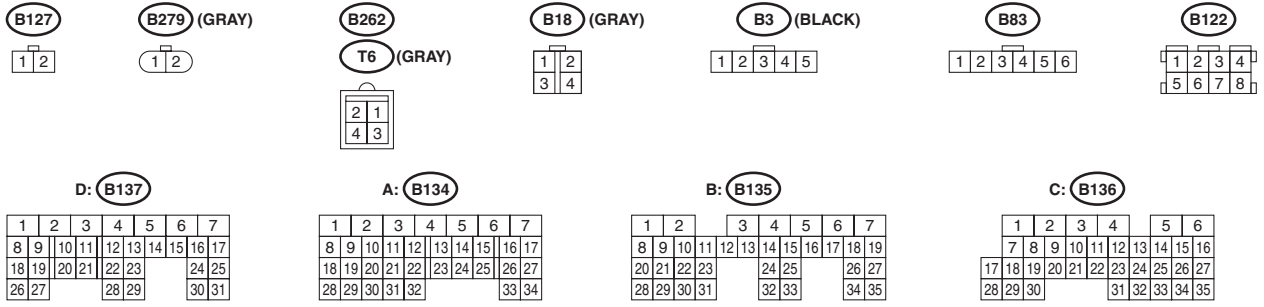 B127
B279 (GRAY)
B262
T6 (GRAY)
B18 (GRAY)
B3 (BLACK)
B83
B122
1 2
1 2
2 1
4 3
1 2
3 4
1 2 3 4 5
1 2 3 4 5 6
1 2 3 4
5 6 7 8
D: B137
1 2 3 4 5 6 7
8 9 10 11 12 13 14 15 16 17
18 19 20 21 22 23 24 25
26 27 28 29 30 31
A: B134
1 2 3 4 5 6 7
8 9 10 11 12 13 14 15 16 17
18 19 20 21 22 23 24 25 26 27
28 29 30 31 32 33 34
B: B135
1 2 3 4 5 6 7
8 9 10 11 12 13 14 15 16 17 18 19
20 21 22 23 24 25 26 27
28 29 30 31 32 33 34 35
C: B136
1 2 3 4 5 6
7 8 9 10 11 12 13 14 15 16
17 18 19 20 21 22 23 24 25 26 27
28 29 30 31 32 33 34 35